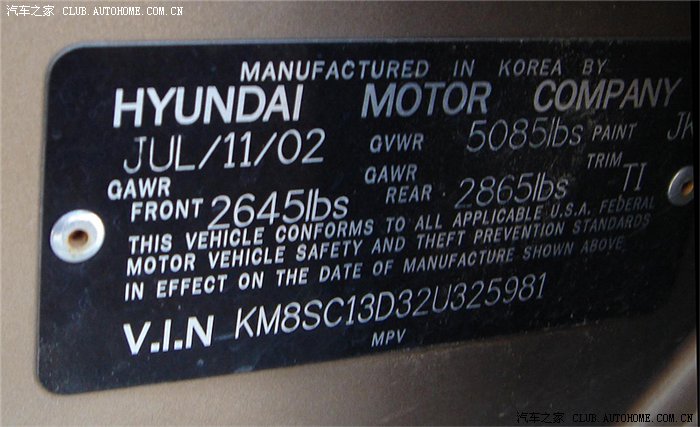 汽车之家 CLUB.AUTOHOME.COM.CN
MANUFACTURED IN KOREA BY
HYUNDAI MOTOR COMPANY
JUL/11/02 GVWR 5085lbs PAINT
GAWR FRONT 2645lbs GAWR REAR 2865lbs TRIM TI
THIS VEHICLE CONFORMS TO ALL APPLICABLE U.S.A. FEDERAL
MOTOR VEHICLE SAFETY AND THEFT PREVENTION STANDARDS
IN EFFECT ON THE DATE OF MANUFACTURE SHOWN ABOVE
V.I.N KM8SC13D32U325981
MPV
汽车之家 CLUB.AUTOHOME.COM.CN